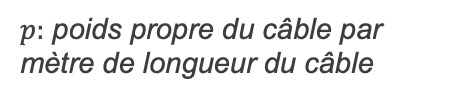 p: poids propre du câble par
mètre de longueur du câble